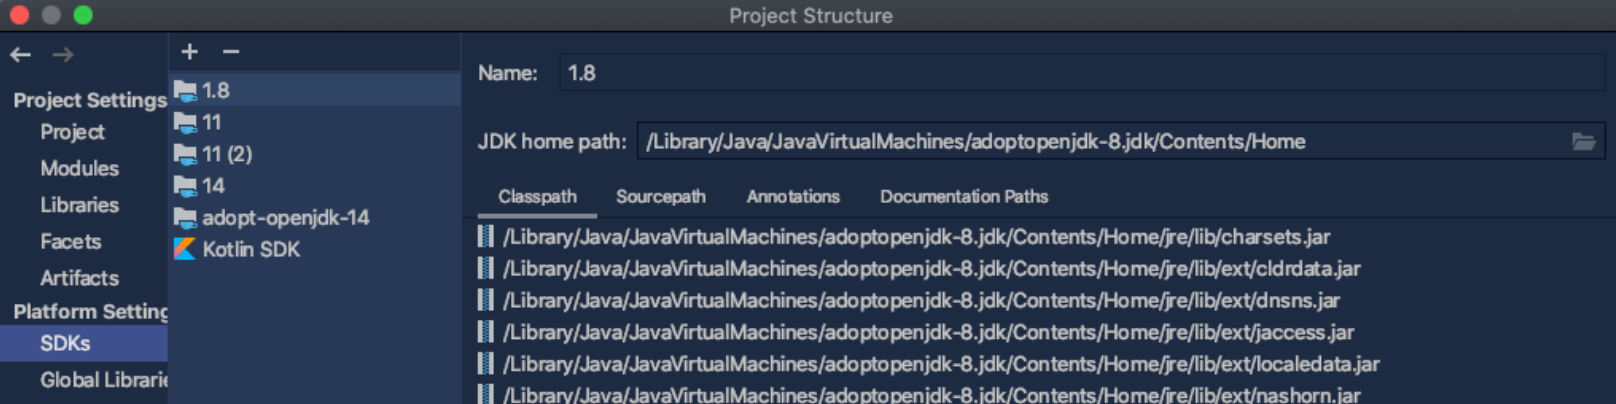 Project Structure
Project Settings
Project
Modules
Libraries
Facets
Artifacts
Platform Setting
SDKs
Global Librarie
1.8
11
11 (2)
14
adopt-openjdk-14
Kotlin SDK
Name: 1.8
JDK home path: /Library/Java/JavaVirtualMachines/adoptopenjdk-8.jdk/Contents/Home
Classpath Sourcepath Annotations Documentation Paths
/Library/Java/JavaVirtualMachines/adoptopenjdk-8.jdk/Contents/Home/jre/lib/charsets.jar
/Library/Java/JavaVirtualMachines/adoptopenjdk-8.jdk/Contents/Home/jre/lib/ext/cldrdata.jar
/Library/Java/JavaVirtualMachines/adoptopenjdk-8.jdk/Contents/Home/jre/lib/ext/dnsns.jar
/Library/Java/JavaVirtualMachines/adoptopenjdk-8.jdk/Contents/Home/jre/lib/ext/jaccess.jar
/Library/Java/JavaVirtualMachines/adoptopenjdk-8.jdk/Contents/Home/jre/lib/ext/localedata.jar
/Library/Java/JavaVirtualMachines/adoptopenjdk-8.jdk/Contents/Home/jre/lib/ext/nashorn.jar